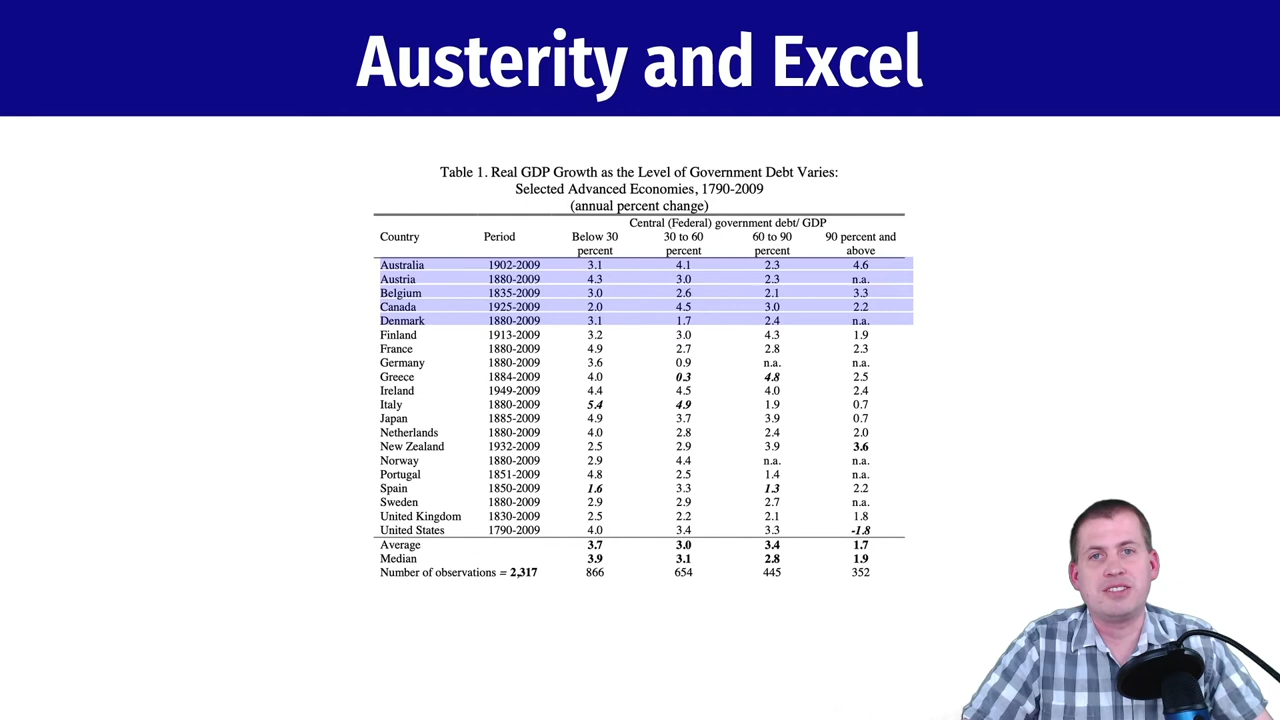 Austerity and Excel
Table 1. Real GDP Growth as the Level of Government Debt Varies:
Selected Advanced Economies, 1790-2009
(annual percent change)
Central (Federal) government debt/ GDP
Country Period Below 30 30 to 60 60 to 90 90 percent and
percent percent percent above
Australia 1902-2009 3.1 4.1 2.3 4.6
Austria 1880-2009 4.3 3.0 2.3 n.a.
Belgium 1835-2009 3.0 2.6 2.1 3.3
Canada 1925-2009 2.0 4.5 3.0 2.2
Denmark 1880-2009 3.1 1.7 2.4 n.a.
Finland 1913-2009 3.2 3.0 4.3 1.9
France 1880-2009 4.9 2.7 2.8 2.3
Germany 1880-2009 3.6 0.9 n.a. n.a.
Greece 1884-2009 4.0 0.3 4.8 2.5
Ireland 1949-2009 4.4 4.5 4.0 2.4
Italy 1880-2009 5.4 4.9 1.9 0.7
Japan 1885-2009 4.9 3.7 3.9 0.7
Netherlands 1880-2009 4.0 2.8 2.4 2.0
New Zealand 1932-2009 2.5 2.9 3.9 3.6
Norway 1880-2009 2.9 4.4 n.a. n.a.
Portugal 1851-2009 4.8 2.5 1.4 n.a.
Spain 1850-2009 1.6 3.3 1.3 2.2
Sweden 1880-2009 2.9 2.9 2.7 n.a.
United Kingdom 1830-2009 2.5 2.2 2.1 1.8
United States 1790-2009 4.0 3.4 3.3 -1.8
Average 3.7 3.0 3.4 1.7
Median 3.9 3.1 2.8 1.9
Number of observations = 2,317 866 654 445 352